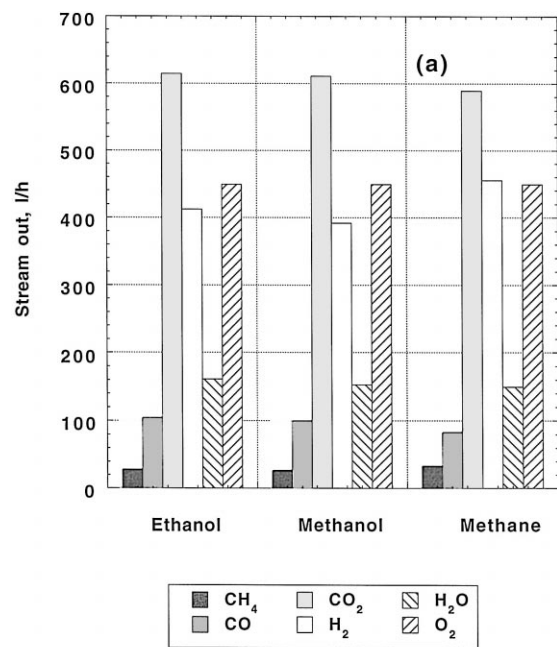 700
(a)
600
500
400
300
200
100
0
Stream out, l/h
Ethanol Methanol Methane
CH₄ CO₂ H₂O
CO H₂ O₂